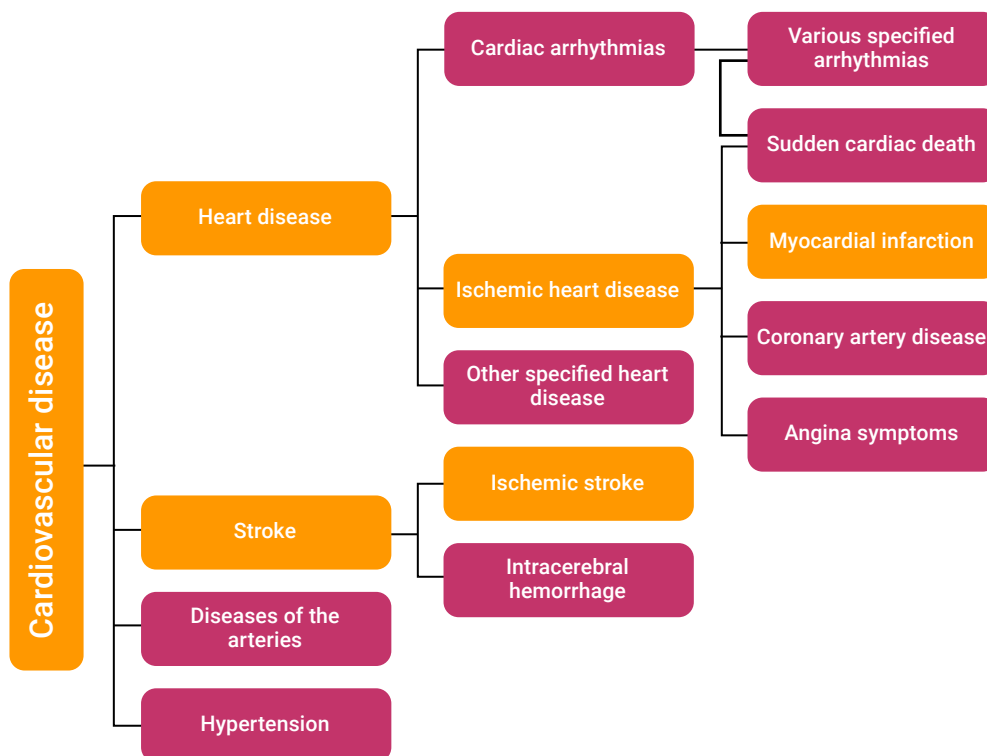 Cardiovascular disease
Heart disease
Stroke
Diseases of the
arteries
Hypertension
Cardiac arrhythmias
Ischemic heart disease
Other specified heart
disease
Ischemic stroke
Intracerebral
hemorrhage
Various specified
arrhythmias
Sudden cardiac death
Myocardial infarction
Coronary artery disease
Angina symptoms